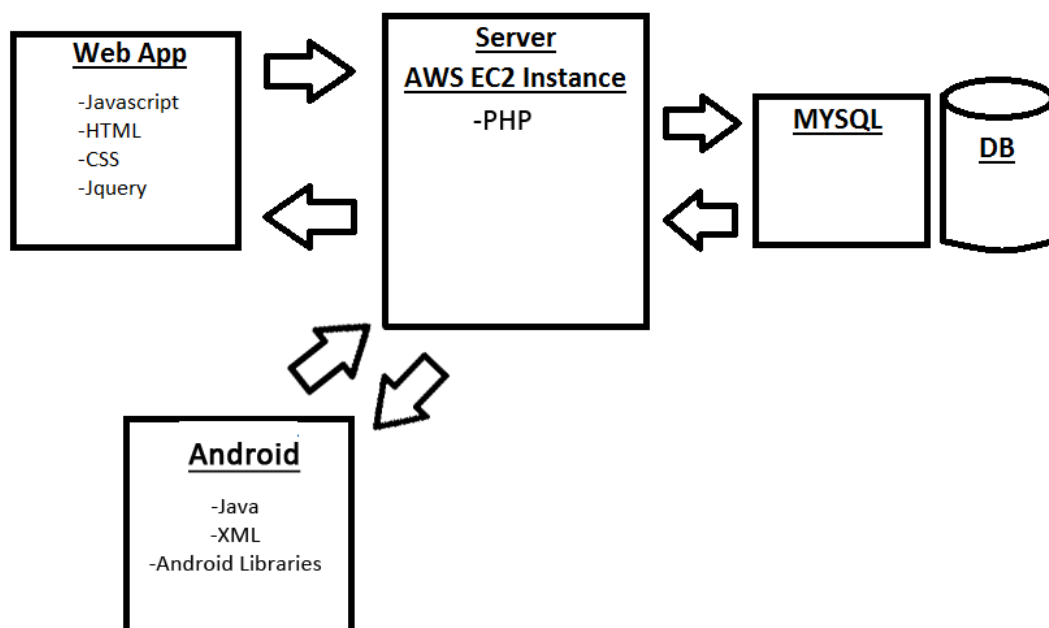 Web App
-Javascript
-HTML
-CSS
-Jquery
Server
AWS EC2 Instance
-PHP
MYSQL
DB
Android
-Java
-XML
-Android Libraries